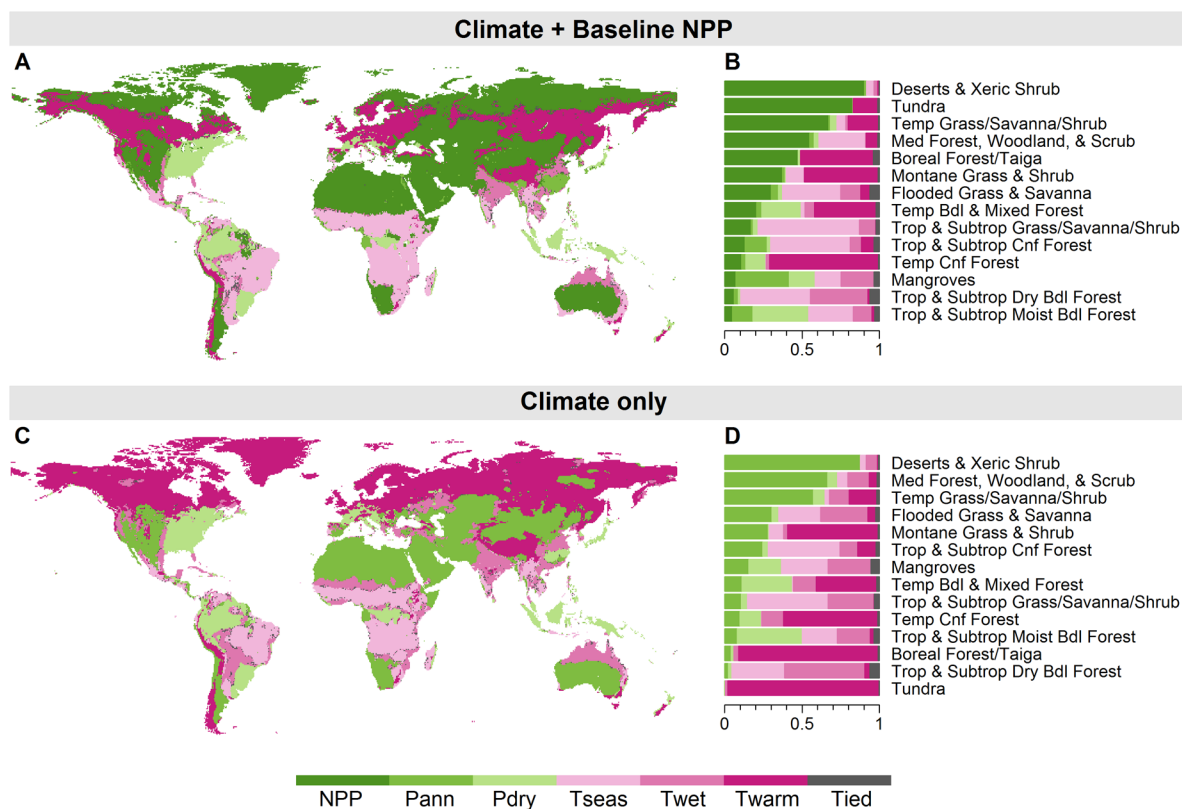 Climate + Baseline NPP
A
B
Deserts & Xeric Shrub
Tundra
Temp Grass/Savanna/Shrub
Med Forest, Woodland, & Scrub
Boreal Forest/Taiga
Montane Grass & Shrub
Flooded Grass & Savanna
Temp Bdl & Mixed Forest
Trop & Subtrop Grass/Savanna/Shrub
Trop & Subtrop Cnf Forest
Temp Cnf Forest
Mangroves
Trop & Subtrop Dry Bdl Forest
Trop & Subtrop Moist Bdl Forest
0 0.5 1
Climate only
C
D
Deserts & Xeric Shrub
Med Forest, Woodland, & Scrub
Temp Grass/Savanna/Shrub
Flooded Grass & Savanna
Montane Grass & Shrub
Trop & Subtrop Cnf Forest
Mangroves
Temp Bdl & Mixed Forest
Trop & Subtrop Grass/Savanna/Shrub
Temp Cnf Forest
Trop & Subtrop Moist Bdl Forest
Boreal Forest/Taiga
Trop & Subtrop Dry Bdl Forest
Tundra
0 0.5 1
NPP Pann Pdry Tseas Twet Twarm Tied